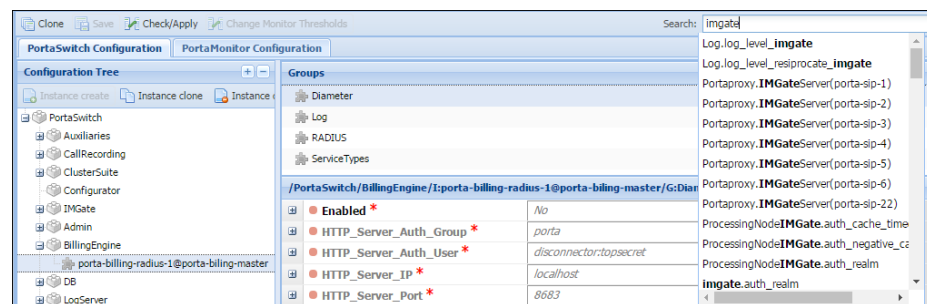 Clone Save Check/Apply Change Monitor Thresholds Search: imgate
PortaSwitch Configuration PortaMonitor Configuration
Configuration Tree
Instance create Instance clone Instance
PortaSwitch
Auxiliaries
CallRecording
ClusterSuite
Configurator
IMGate
Admin
BillingEngine
porta-billing-radius-1@porta-biling-master
DB
LogServer
Groups
Diameter
Log
RADIUS
ServiceTypes
/PortaSwitch/BillingEngine/I:porta-billing-radius-1@porta-biling-master/G:Diam
Enabled * No
HTTP_Server_Auth_Group * porta
HTTP_Server_Auth_User * disconnector:topsecret
HTTP_Server_IP * localhost
HTTP_Server_Port * 8683
Log.log_level_imgate
Log.log_level_resiprocate_imgate
Portaproxy.IMGateServer(porta-sip-1)
Portaproxy.IMGateServer(porta-sip-2)
Portaproxy.IMGateServer(porta-sip-3)
Portaproxy.IMGateServer(porta-sip-4)
Portaproxy.IMGateServer(porta-sip-5)
Portaproxy.IMGateServer(porta-sip-6)
Portaproxy.IMGateServer(porta-sip-22)
ProcessingNodeIMGate.auth_cache_time
ProcessingNodeIMGate.auth_negative_ca
ProcessingNodeIMGate.auth_realm
imgate.auth_realm